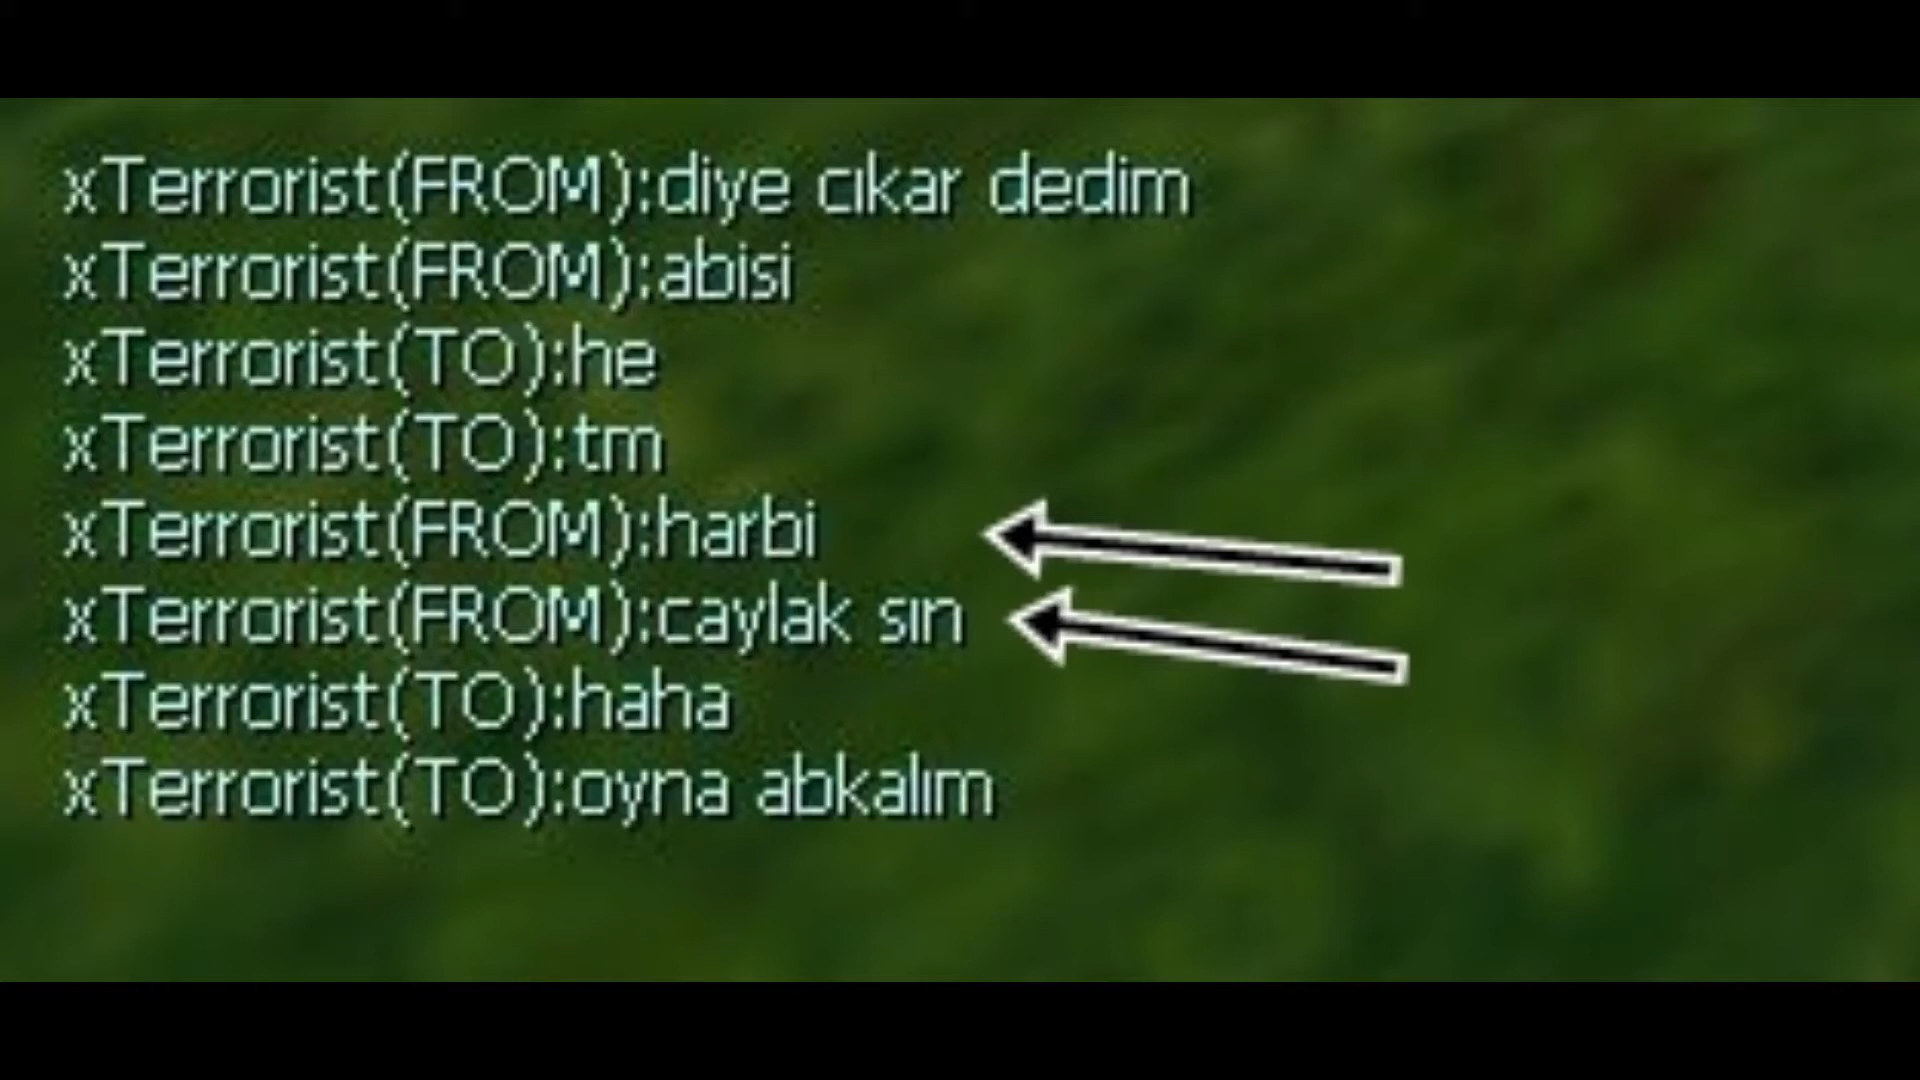 xTerrorist(FROM):diye cıkar dedim
xTerrorist(FROM):abisi
xTerrorist(TO):he
xTerrorist(TO):tm
xTerrorist(FROM):harbi
xTerrorist(FROM):caylak sın
xTerrorist(TO):haha
xTerrorist(TO):oyna abkalım